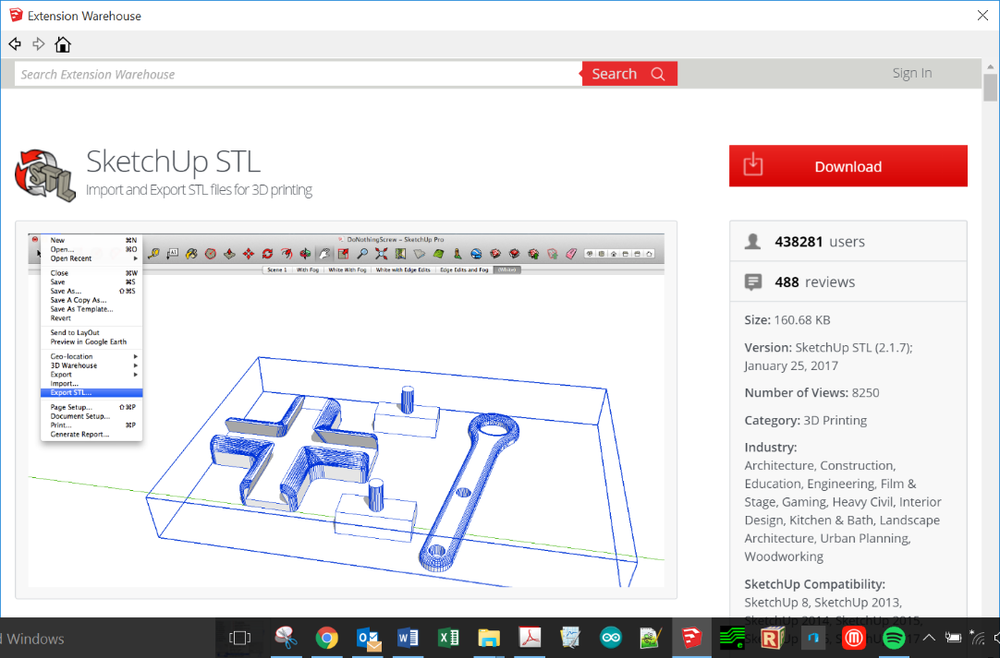 Extension Warehouse
Search Extension Warehouse
Search
Sign In
STL
SketchUp STL
Import and Export STL files for 3D printing
Download
DoNothingScrew – SketchUp Pro
Scene 1 With Fog White With Fog White with Edge Edits Edge Edits and Fog (White)
New ⌘N
Open... ⌘O
Open Recent
Close ⌘W
Save ⌘S
Save As... ⇧⌘S
Save A Copy As...
Save As Template...
Revert
Send to LayOut
Preview in Google Earth
Geo-location
3D Warehouse
Export
Import...
Export STL...
Page Setup... ⇧⌘P
Document Setup...
Print... ⌘P
Generate Report...
438281 users
488 reviews
Size: 160.68 KB
Version: SketchUp STL (2.1.7);
January 25, 2017
Number of Views: 8250
Category: 3D Printing
Industry:
Architecture, Construction,
Education, Engineering, Film &
Stage, Gaming, Heavy Civil, Interior
Design, Kitchen & Bath, Landscape
Architecture, Urban Planning,
Woodworking
SketchUp Compatibility:
SketchUp 8, SketchUp 2013,
SketchUp 2014, SketchUp 2015,
d Windows